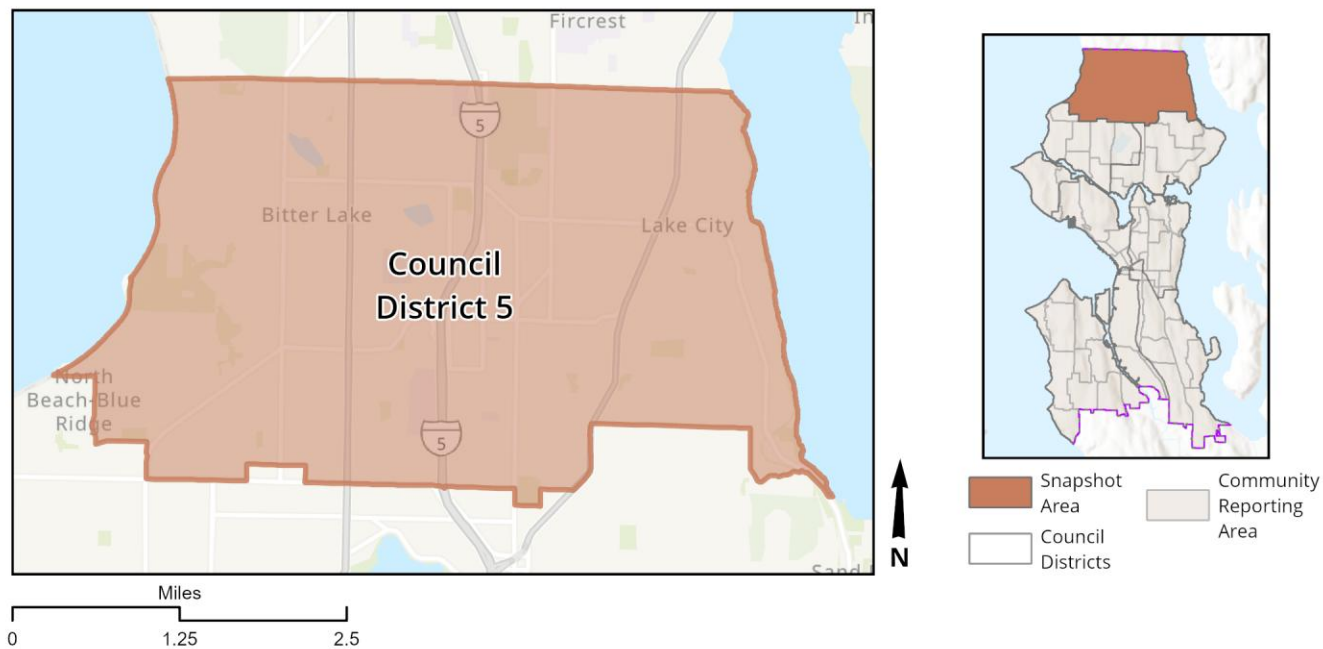 Fircrest
5
Bitter Lake
Lake City
Council
District 5
North
Beach-Blue
Ridge
5
N
Miles
0 1.25 2.5
Snapshot
Area
Council
Districts
Community
Reporting
Area